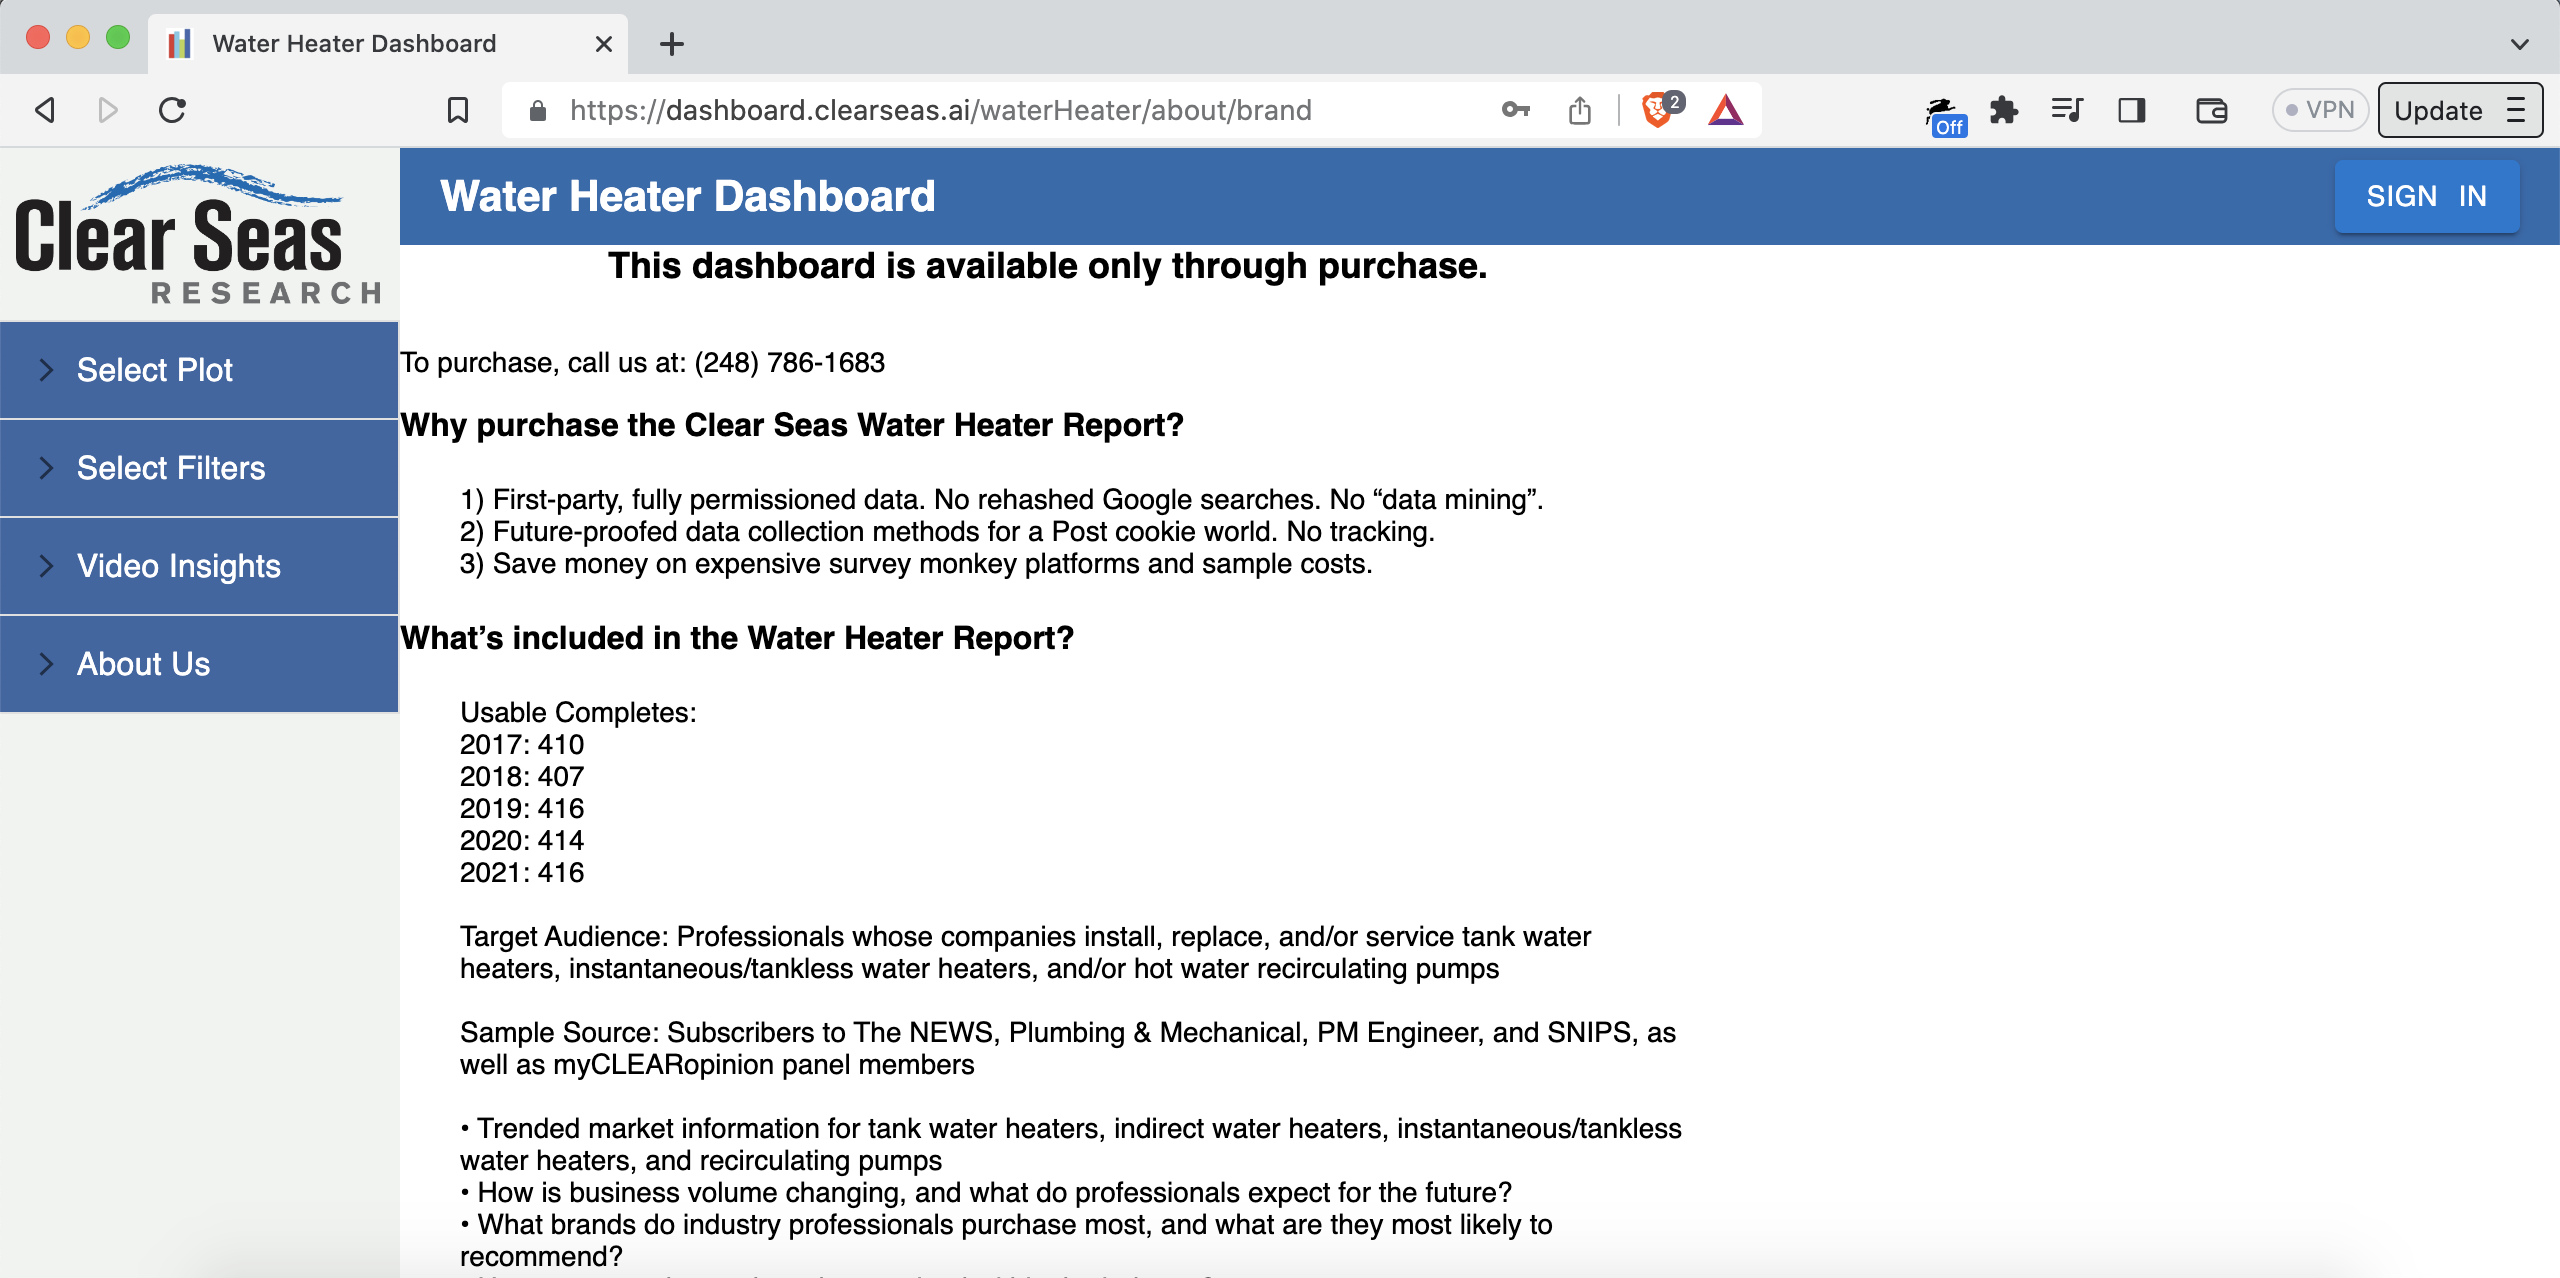 Water Heater Dashboard
https://dashboard.clearseas.ai/waterHeater/about/brand
2
Off
VPN
Update
Clear Seas
RESEARCH
Water Heater Dashboard
SIGN IN
Select Plot
Select Filters
Video Insights
About Us
This dashboard is available only through purchase.
To purchase, call us at: (248) 786-1683
Why purchase the Clear Seas Water Heater Report?
1) First-party, fully permissioned data. No rehashed Google searches. No “data mining”.
2) Future-proofed data collection methods for a Post cookie world. No tracking.
3) Save money on expensive survey monkey platforms and sample costs.
What’s included in the Water Heater Report?
Usable Completes:
2017: 410
2018: 407
2019: 416
2020: 414
2021: 416
Target Audience: Professionals whose companies install, replace, and/or service tank water
heaters, instantaneous/tankless water heaters, and/or hot water recirculating pumps
Sample Source: Subscribers to The NEWS, Plumbing & Mechanical, PM Engineer, and SNIPS, as
well as myCLEARopinion panel members
• Trended market information for tank water heaters, indirect water heaters, instantaneous/tankless
water heaters, and recirculating pumps
• How is business volume changing, and what do professionals expect for the future?
• What brands do industry professionals purchase most, and what are they most likely to
recommend?